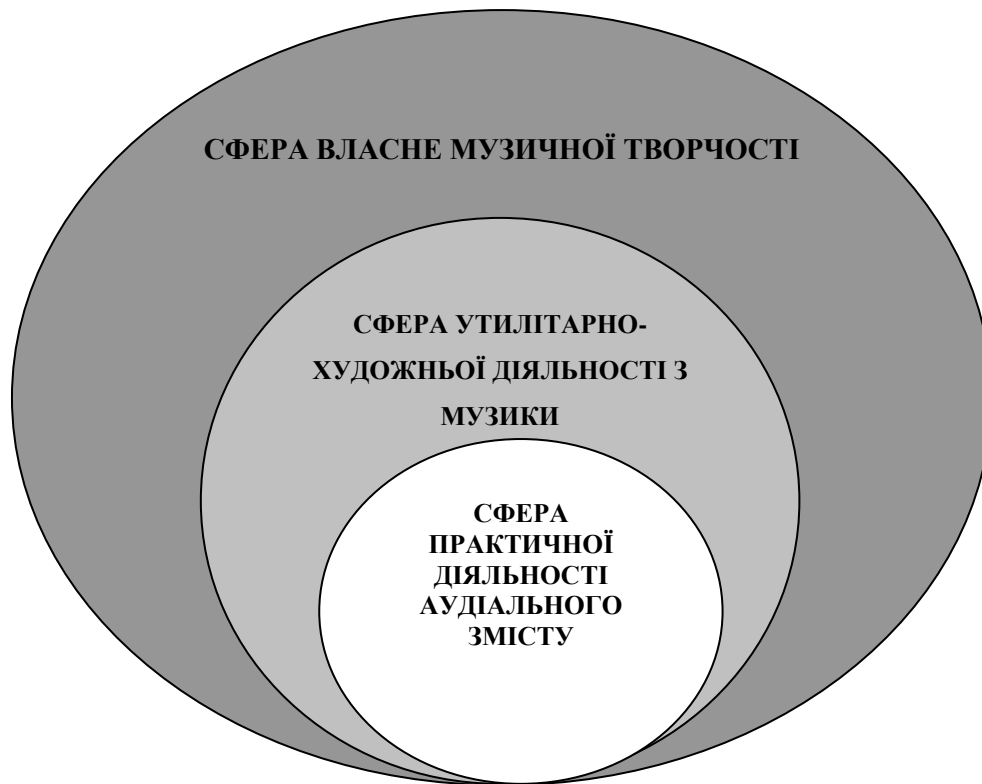 СФЕРА ВЛАСНЕ МУЗИЧНОЇ ТВОРЧОСТІ
СФЕРА УТИЛІТАРНО-
ХУДОЖНЬОЇ ДІЯЛЬНОСТІ З
МУЗИКИ
СФЕРА
ПРАКТИЧНОЇ
ДІЯЛЬНОСТІ
АУДІАЛЬНОГО
ЗМІСТУ